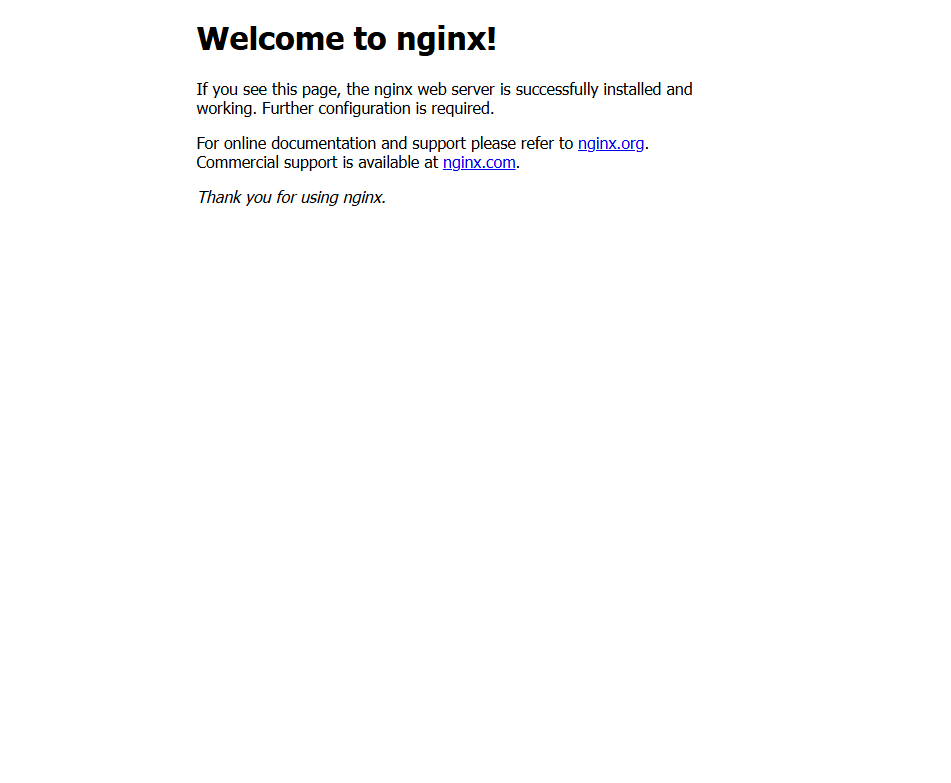 Welcome to nginx!
If you see this page, the nginx web server is successfully installed and
working. Further configuration is required.
For online documentation and support please refer to nginx.org.
Commercial support is available at nginx.com.
Thank you for using nginx.